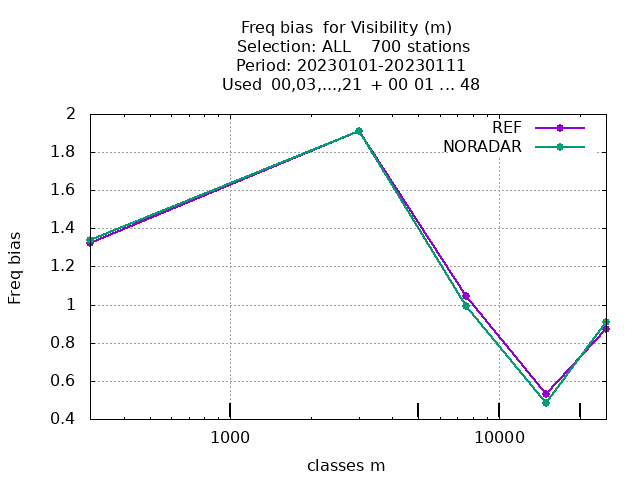 Freq bias  for Visibility (m)
Selection: ALL    700 stations
Period: 20230101-20230111
Used  00,03,...,21  + 00 01 ... 48
REF
NORADAR
2
1.8
1.6
1.4
1.2
1
0.8
0.6
0.4
Freq bias
1000
10000
classes m